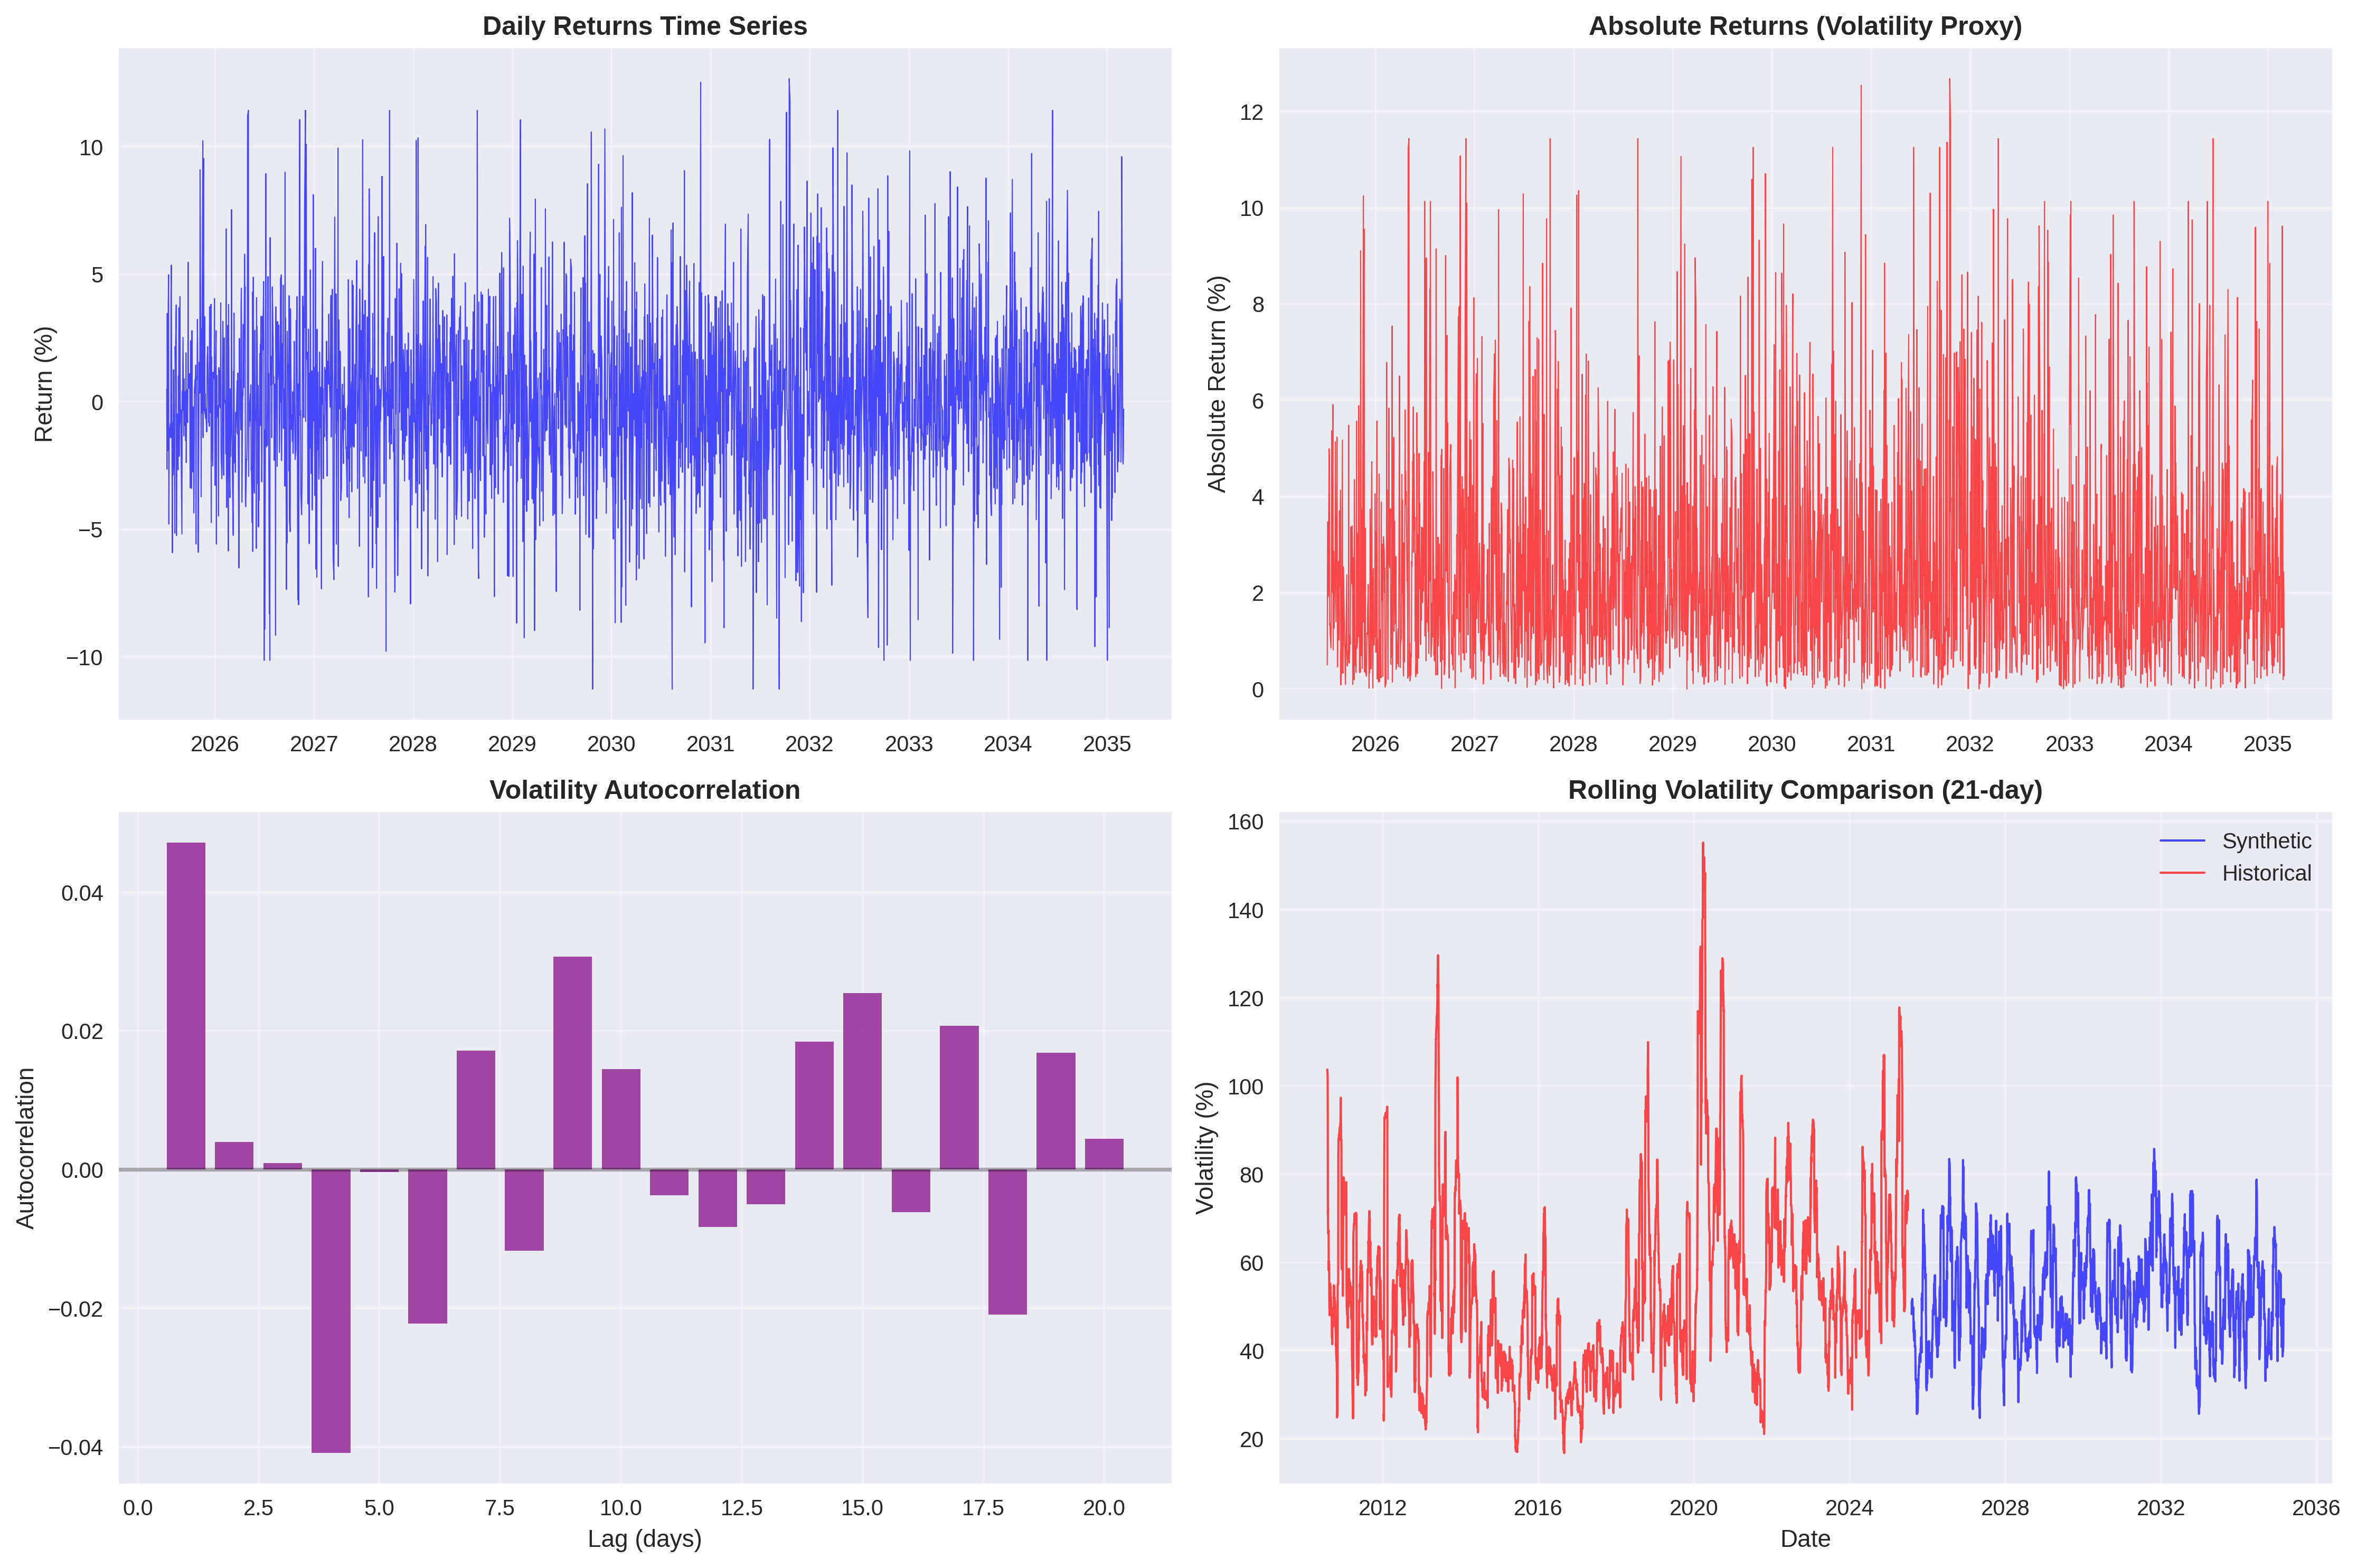 Daily Returns Time Series
Return (%)
10
5
0
−5
−10
2026 2027 2028 2029 2030 2031 2032 2033 2034 2035
Absolute Returns (Volatility Proxy)
Absolute Return (%)
12
10
8
6
4
2
0
2026 2027 2028 2029 2030 2031 2032 2033 2034 2035
Volatility Autocorrelation
Autocorrelation
0.04
0.02
0.00
−0.02
−0.04
0.0 2.5 5.0 7.5 10.0 12.5 15.0 17.5 20.0
Lag (days)
Rolling Volatility Comparison (21-day)
Synthetic
Historical
Volatility (%)
160
140
120
100
80
60
40
20
2012 2016 2020 2024 2028 2032 2036
Date